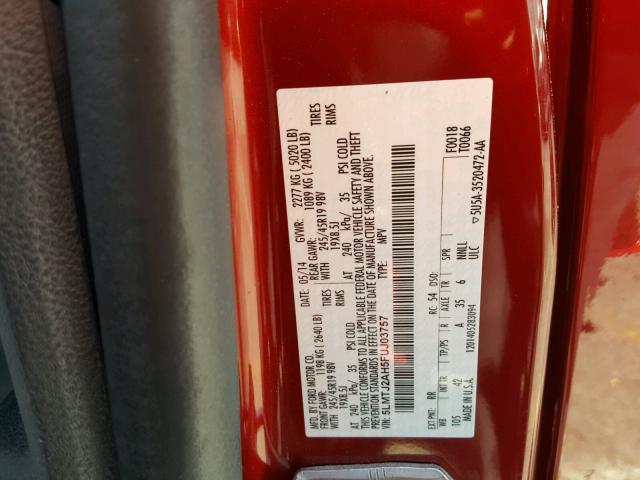 MFD. BY FORD MOTOR CO.
DATE: 05/14 GVWR: 2277 KG (5020 LB)
FRONT GAWR: 1198 KG (2640 LB) REAR GAWR: 1089 KG (2400 LB)
WITH 245/45R19 98V TIRES WITH 245/45R19 98V TIRES
19X8.5J RIMS 19X8.5J RIMS
AT 240 kPa/ 35 PSI COLD AT 240 kPa/ 35 PSI COLD
THIS VEHICLE CONFORMS TO ALL APPLICABLE FEDERAL MOTOR VEHICLE SAFETY AND THEFT
PREVENTION STANDARDS IN EFFECT ON THE DATE OF MANUFACTURE SHOWN ABOVE.
VIN: 5LMTJ2AH5FUJ03757 TYPE: MPV
F0018
T0066
EXT PNT: RR RC: 54 DSO:
WB INT TR TP/PS R AXLE TR SPR
105 42 A 35 6 NNLL
ULC
MADE IN U.S.A. 1201405283094
▽5U5A-3520472-AA